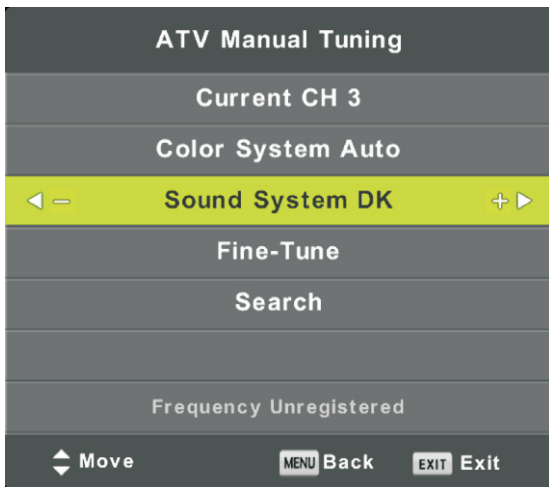 ATV Manual Tuning
Current CH 3
Color System Auto
Sound System DK
Fine-Tune
Search
Frequency Unregistered
Move MENU Back EXIT Exit